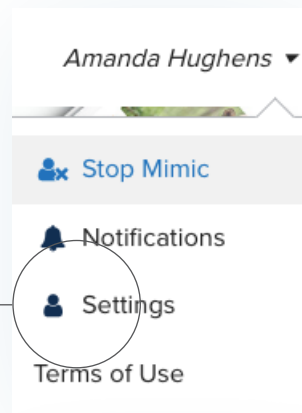 Amanda Hughens
Stop Mimic
Notifications
Settings
Terms of Use